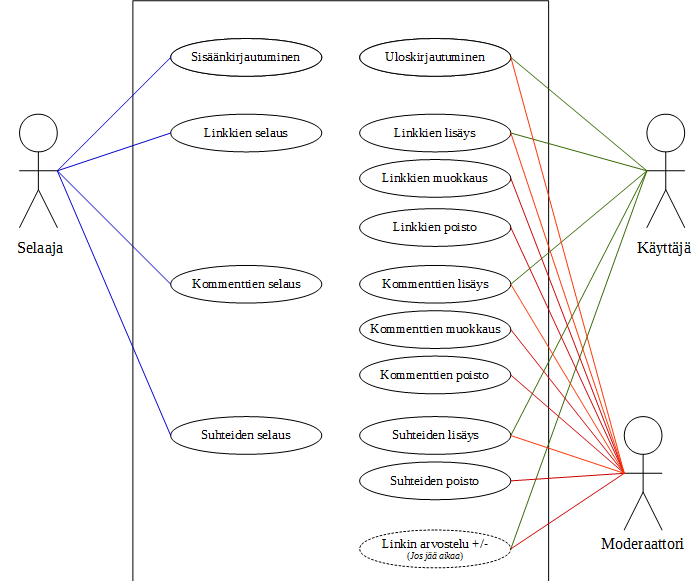 Sisäänkirjautuminen
Uloskirjautuminen
Linkkien selaus
Linkkien lisäys
Linkkien muokkaus
Linkkien poisto
Selaaja
Käyttäjä
Kommenttien selaus
Kommenttien lisäys
Kommenttien muokkaus
Kommenttien poisto
Suhteiden selaus
Suhteiden lisäys
Suhteiden poisto
Linkin arvostelu +/-
(Jos jää aikaa)
Moderaattori